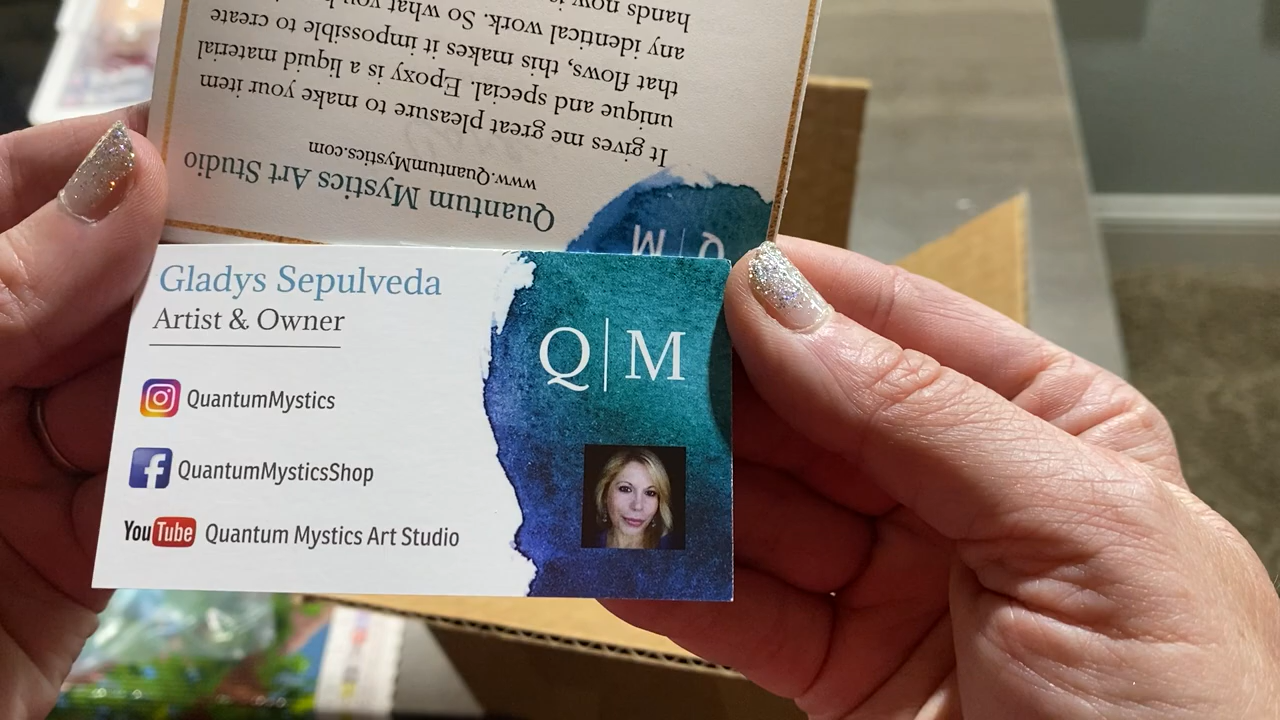 hands now
any identical work. So what you
that flows, this makes it impossible to create
unique and special. Epoxy is a liquid material
It gives me great pleasure to make your item
www.QuantumMystics.com
Quantum Mystics Art Studio
Q | M
Gladys Sepulveda
Artist & Owner
Q|M
QuantumMystics
QuantumMysticsShop
YouTube Quantum Mystics Art Studio